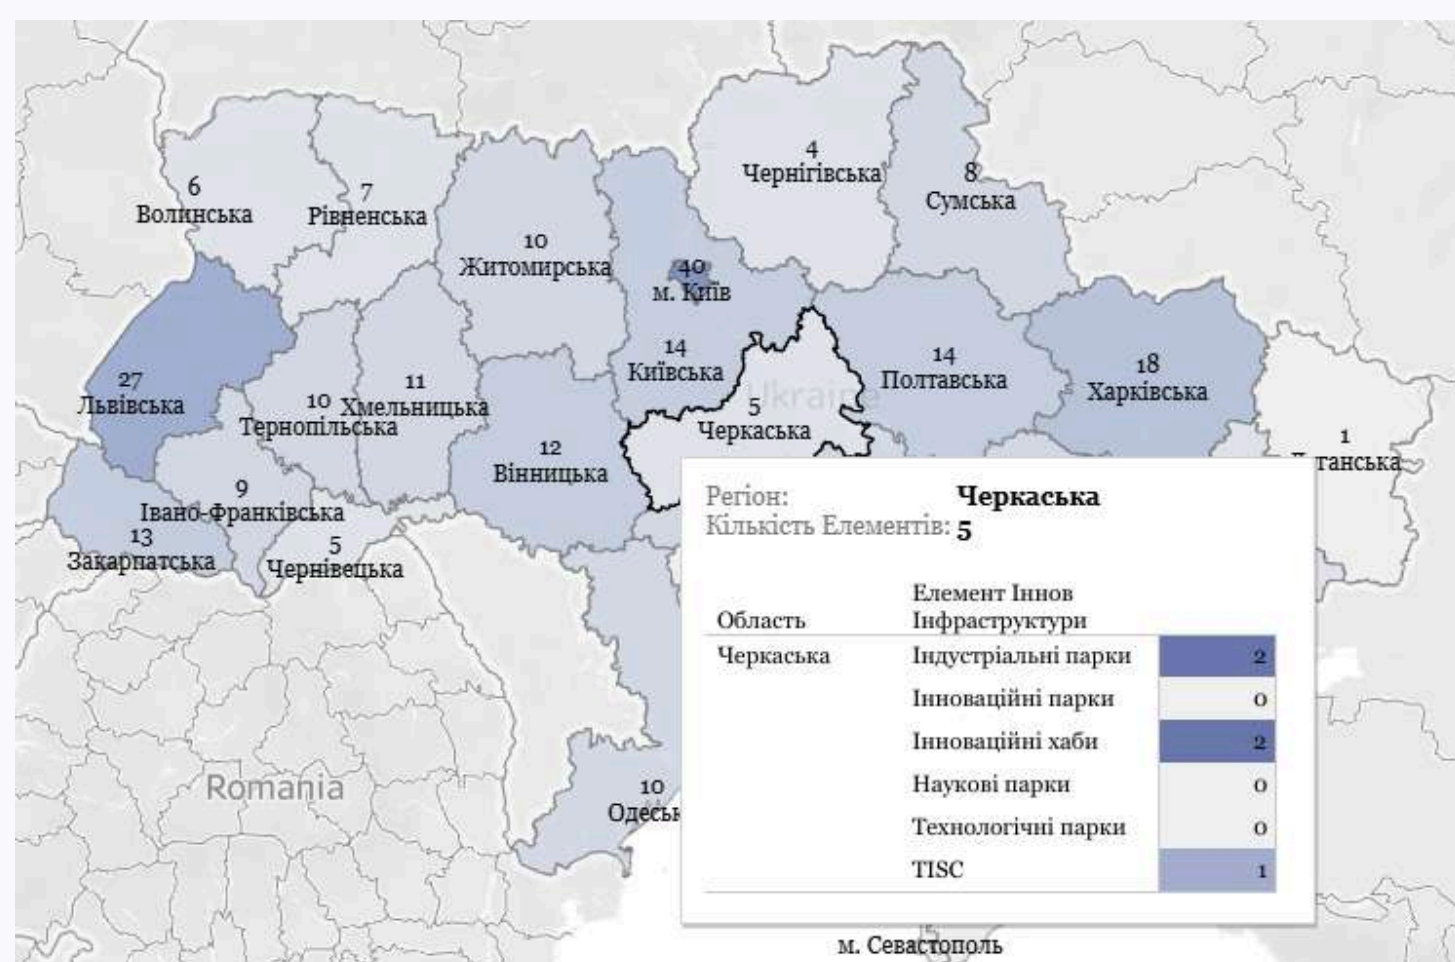 4
Чернігівська
8
Сумська
6
Волинська
7
Рівненська
10
Житомирська
40
м. Київ
14
Київська
14
Полтавська
18
Харківська
27
Львівська
10
Тернопільська
11
Хмельницька
Ukraine
5
Черкаська
12
Вінницька
1
9
Івано-Франківська
13
Закарпатська
5
Чернівецька
Регіон: Черкаська
Кількість Елементів: 5
Елемент Іннов
Область Інфраструктури
Черкаська Індустріальні парки 2
Інноваційні парки 0
Інноваційні хаби 2
Наукові парки 0
Технологічні парки 0
TISC 1
Romania
10
Одеськ
м. Севастополь